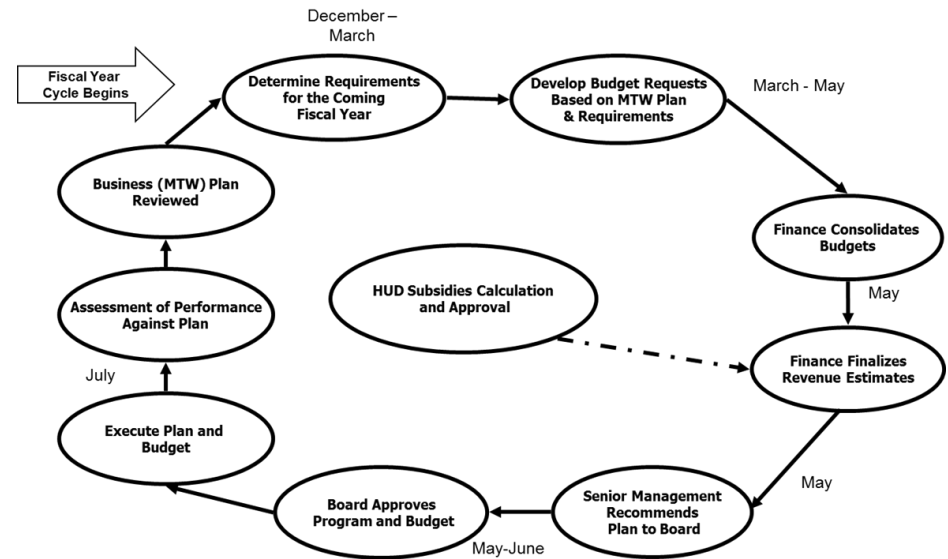 December –
March
Fiscal Year
Cycle Begins
Determine Requirements
for the Coming
Fiscal Year
Develop Budget Requests
Based on MTW Plan
& Requirements
March - May
Business (MTW) Plan
Reviewed
Finance Consolidates
Budgets
HUD Subsidies Calculation
and Approval
May
Assessment of Performance
Against Plan
Finance Finalizes
Revenue Estimates
July
Execute Plan and
Budget
May
Senior Management
Recommends
Plan to Board
Board Approves
Program and Budget
May-June